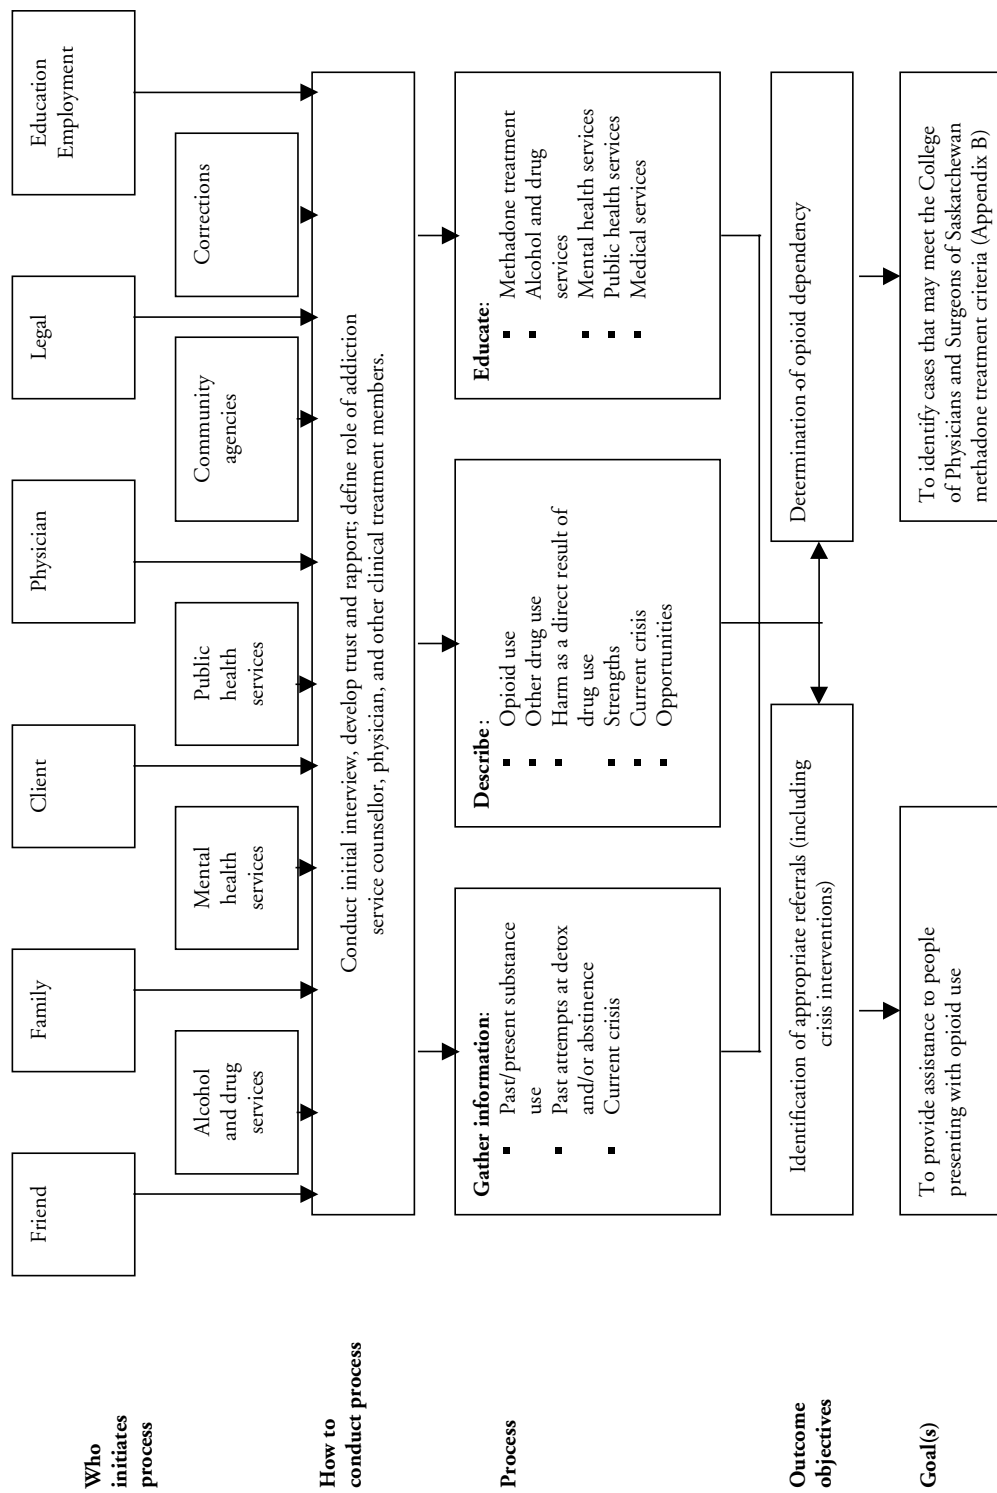 Who
initiates
process
Friend
Family
Client
Physician
Legal
Education
Employment
Alcohol
and drug
services
Mental
health
services
Public
health
services
Community
agencies
Corrections
How to
conduct process
Conduct initial interview, develop trust and rapport; define role of addiction
service counsellor, physician, and other clinical treatment members.
Process
Gather information:
▪ Past/present substance
use
▪ Past attempts at detox
and/or abstinence
▪ Current crisis
Describe:
▪ Opioid use
▪ Other drug use
▪ Harm as a direct result of
drug use
▪ Strengths
▪ Current crisis
▪ Opportunities
Educate:
▪ Methadone treatment
▪ Alcohol and drug
services
▪ Mental health services
▪ Public health services
▪ Medical services
Outcome
objectives
Identification of appropriate referrals (including
crisis interventions)
Determination of opioid dependency
Goal(s)
To provide assistance to people
presenting with opioid use
To identify cases that may meet the College
of Physicians and Surgeons of Saskatchewan
methadone treatment criteria (Appendix B)